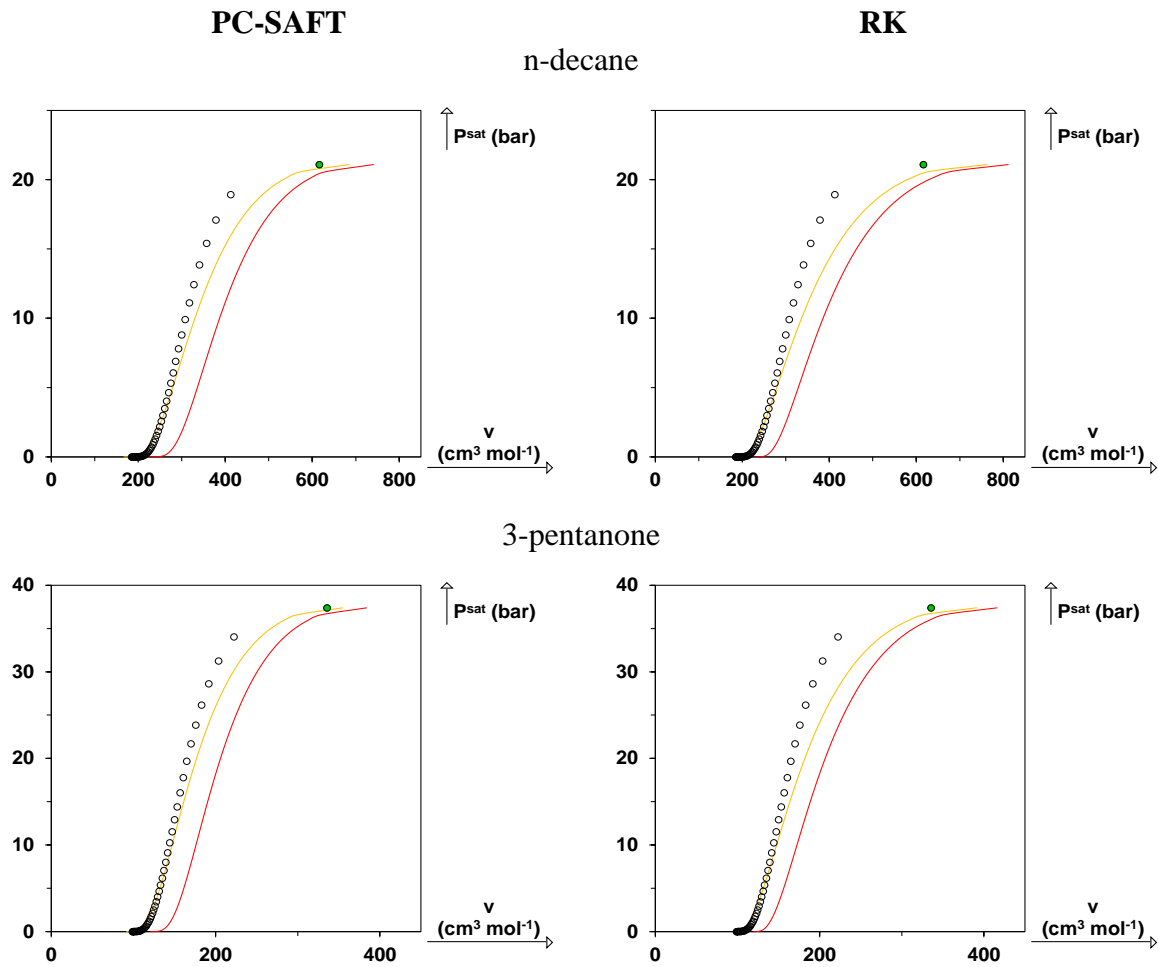 PC-SAFT RK
n-decane
20
10
0
0 200 400 600 800
Pˢᵃᵗ (bar)
v
(cm³ mol⁻¹)
20
10
0
0 200 400 600 800
Pˢᵃᵗ (bar)
v
(cm³ mol⁻¹)
3-pentanone
40
30
20
10
0
0 200 400
Pˢᵃᵗ (bar)
v
(cm³ mol⁻¹)
40
30
20
10
0
0 200 400
Pˢᵃᵗ (bar)
v
(cm³ mol⁻¹)